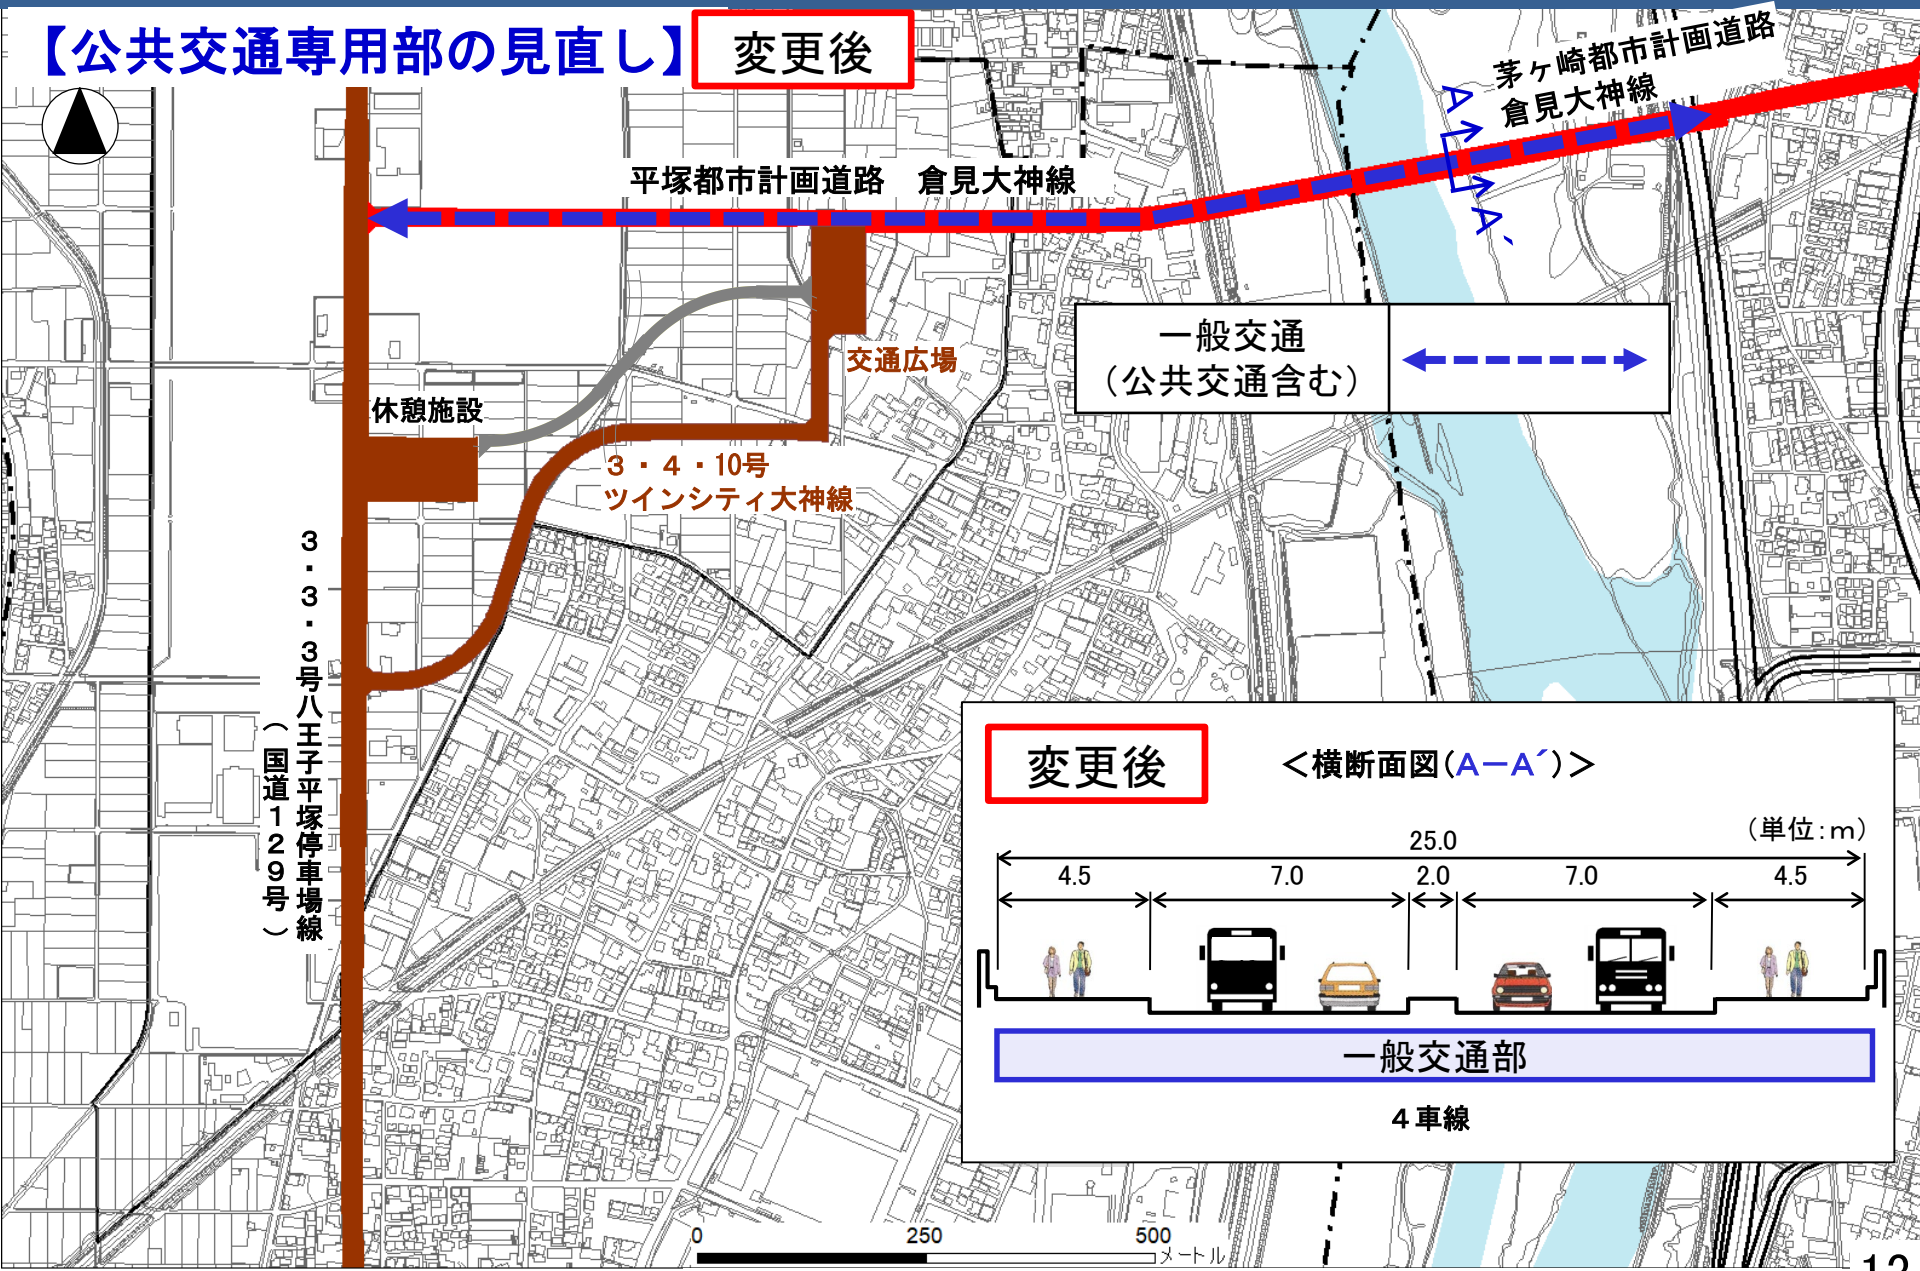 【公共交通専用部の見直し】 変更後
茅ヶ崎都市計画道路
倉見大神線
A
A´
平塚都市計画道路　倉見大神線
一般交通
（公共交通含む）
交通広場
休憩施設
３・４・10号
ツインシティ大神線
３・３・３号八王子平塚停車場線
（国道１２９号）
変更後
＜横断面図（A－A´）＞
（単位：m）
25.0
4.5 7.0 2.0 7.0 4.5
一般交通部
４車線
0 250 500
メートル
12